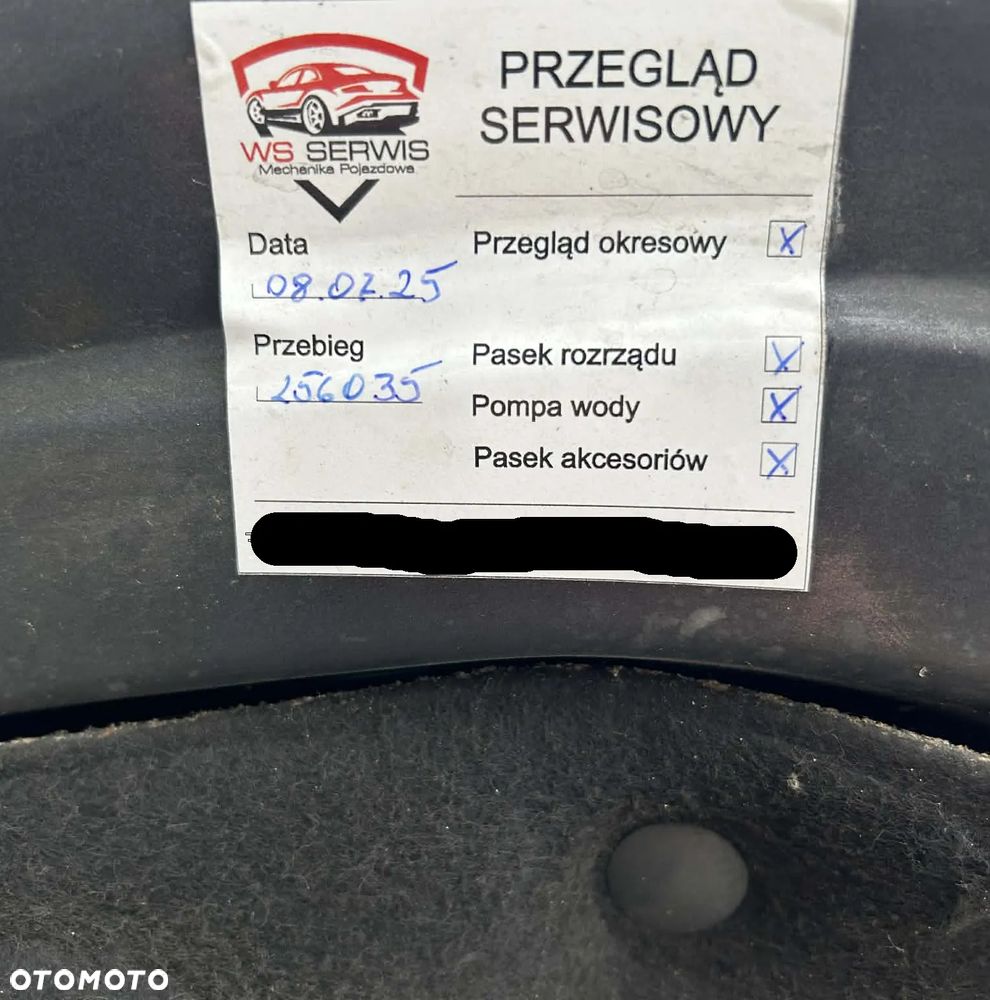 WS SERWIS
Mechanika Pojazdowa
PRZEGLĄD
SERWISOWY
Data
08.07.25
Przebieg
256035
Przegląd okresowy X
Pasek rozrządu X
Pompa wody X
Pasek akcesoriów X
OTOMOTO